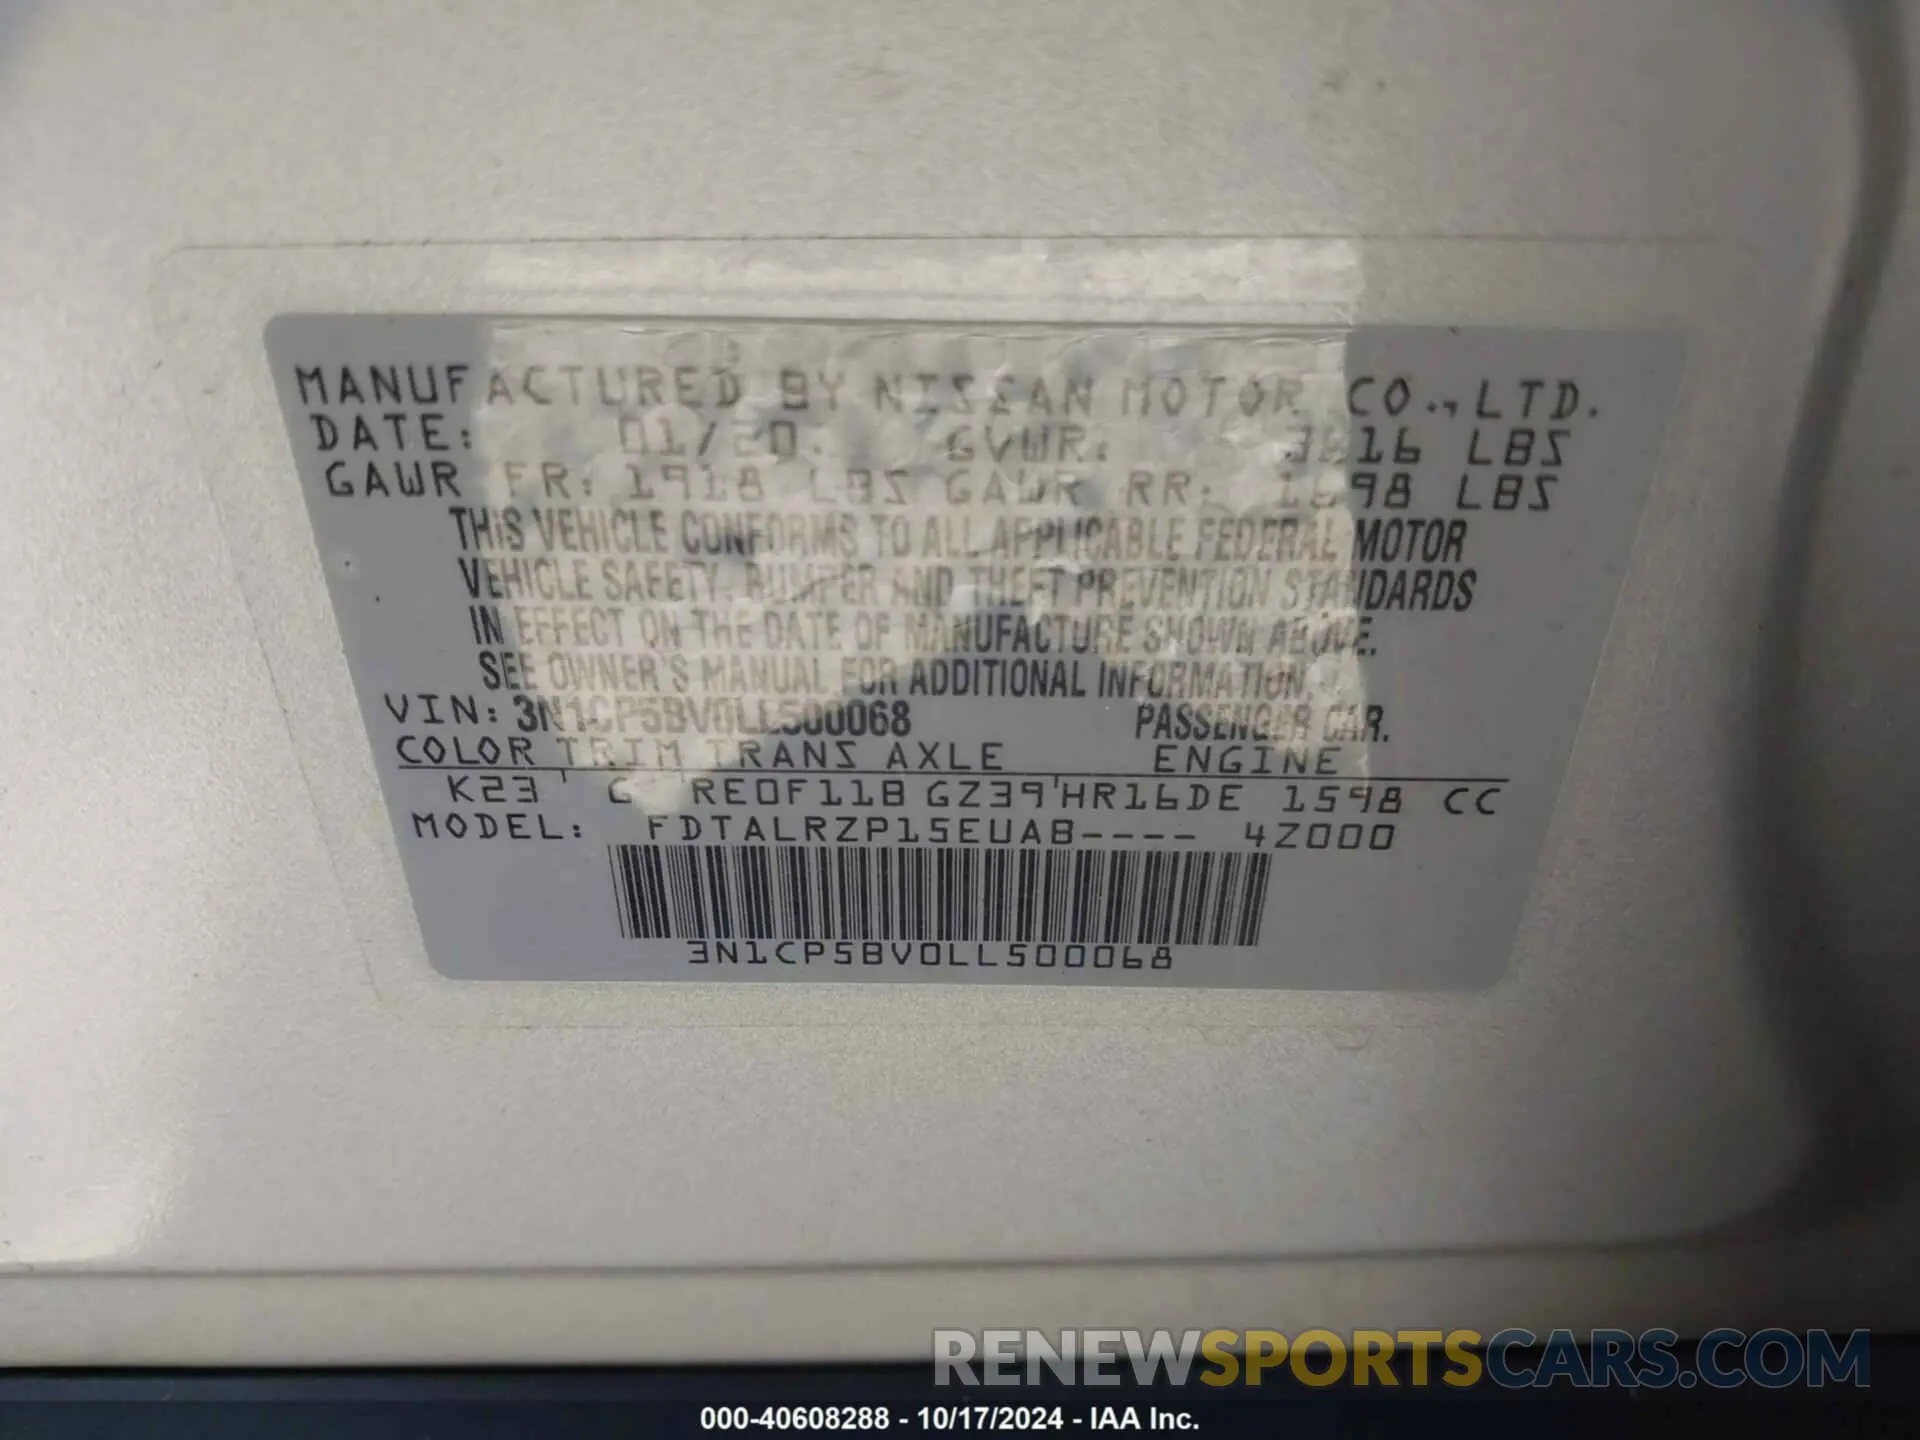 MANUFACTURED BY NISSAN MOTOR CO., LTD.
DATE: 01/20. GVWR: LBS
GAWR FR: 1918 LBS GAWR RR: LBS
THIS VEHICLE CONFORMS TO ALL APPLICABLE FEDERAL MOTOR
VEHICLE SAFETY, BUMPER AND THEFT PREVENTION STANDARDS
IN EFFECT ON THE DATE OF MANUFACTURE SHOWN ABOVE.
SEE OWNER'S MANUAL FOR ADDITIONAL INFORMATION.
VIN: 3N1CP5BV0LL500068 PASSENGER CAR.
COLOR TRIM TRANS AXLE ENGINE
K23 G RE0F11B GZ39 HR16DE 1598 CC
MODEL: FDTALRZP15EUAB---- 4Z000
3N1CP5BV0LL500068
RENEWSPORTSCARS.COM
000-40608288 - 10/17/2024 - IAA Inc.